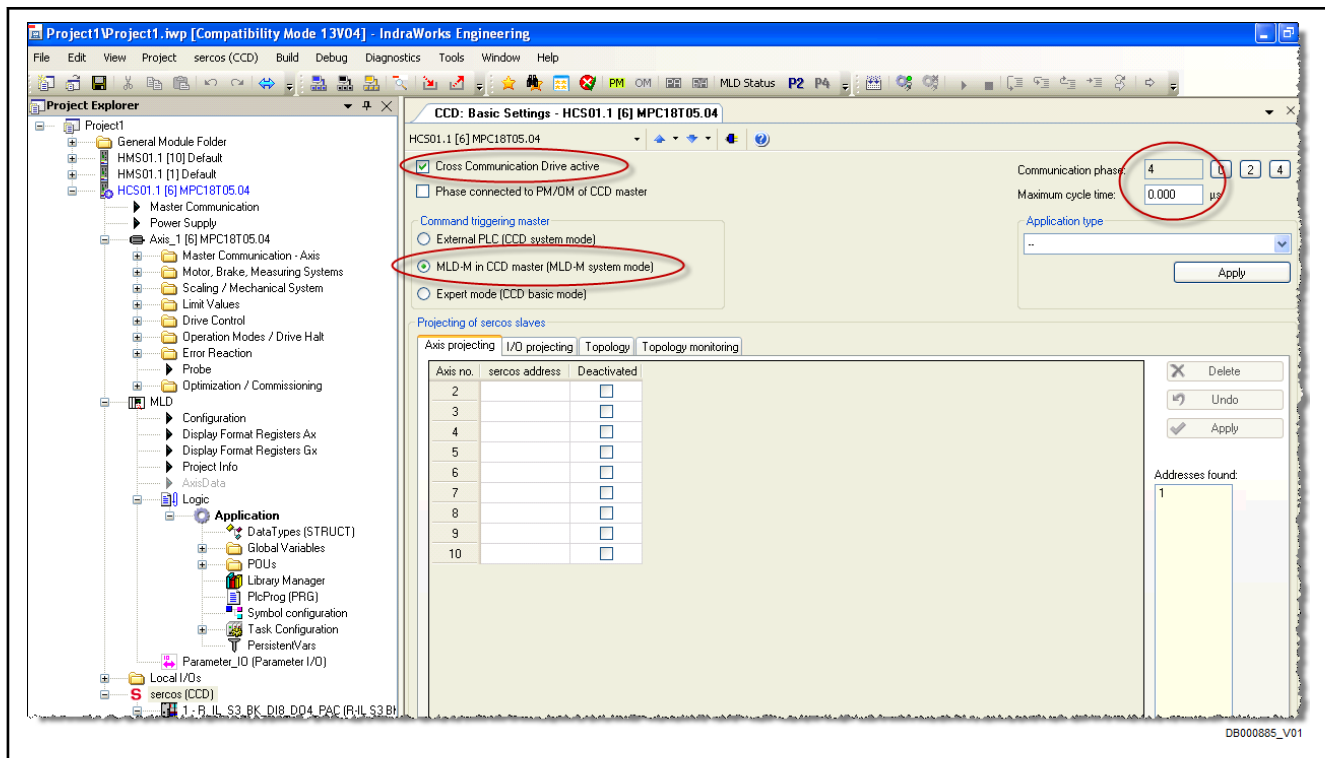 Project1\Project1.iwp [Compatibility Mode 13V04] - IndraWorks Engineering
File Edit View Project sercos (CCD) Build Debug Diagnostics Tools Window Help
PM OM MLD Status P2 P4
Project Explorer
Project1
General Module Folder
HMS01.1 [10] Default
HMS01.1 [1] Default
HCS01.1 [6] MPC18T05.04
Master Communication
Power Supply
Axis_1 [6] MPC18T05.04
Master Communication - Axis
Motor, Brake, Measuring Systems
Scaling / Mechanical System
Limit Values
Drive Control
Operation Modes / Drive Halt
Error Reaction
Probe
Optimization / Commissioning
MLD
Configuration
Display Format Registers Ax
Display Format Registers Gx
Project Info
AxisData
Logic
Application
DataTypes (STRUCT)
Global Variables
POUs
Library Manager
PlcProg (PRG)
Symbol configuration
Task Configuration
PersistentVars
Parameter_IO (Parameter I/O)
Local I/Os
S sercos (CCD)
1 - R_IL_S3_BK_DI8_DO4_PAC (R-IL S3 B
CCD: Basic Settings - HCS01.1 [6] MPC18T05.04
HCS01.1 [6] MPC18T05.04
Cross Communication Drive active
Phase connected to PM/OM of CCD master
Communication phase: 4 0 2 4
Maximum cycle time: 0.000 µs
Command triggering master
External PLC (CCD system mode)
MLD-M in CCD master (MLD-M system mode)
Expert mode (CCD basic mode)
Application type
--
Apply
Projecting of sercos slaves
Axis projecting I/O projecting Topology Topology monitoring
Axis no. sercos address Deactivated
2
3
4
5
6
7
8
9
10
Delete
Undo
Apply
Addresses found:
1
DB000885_V01